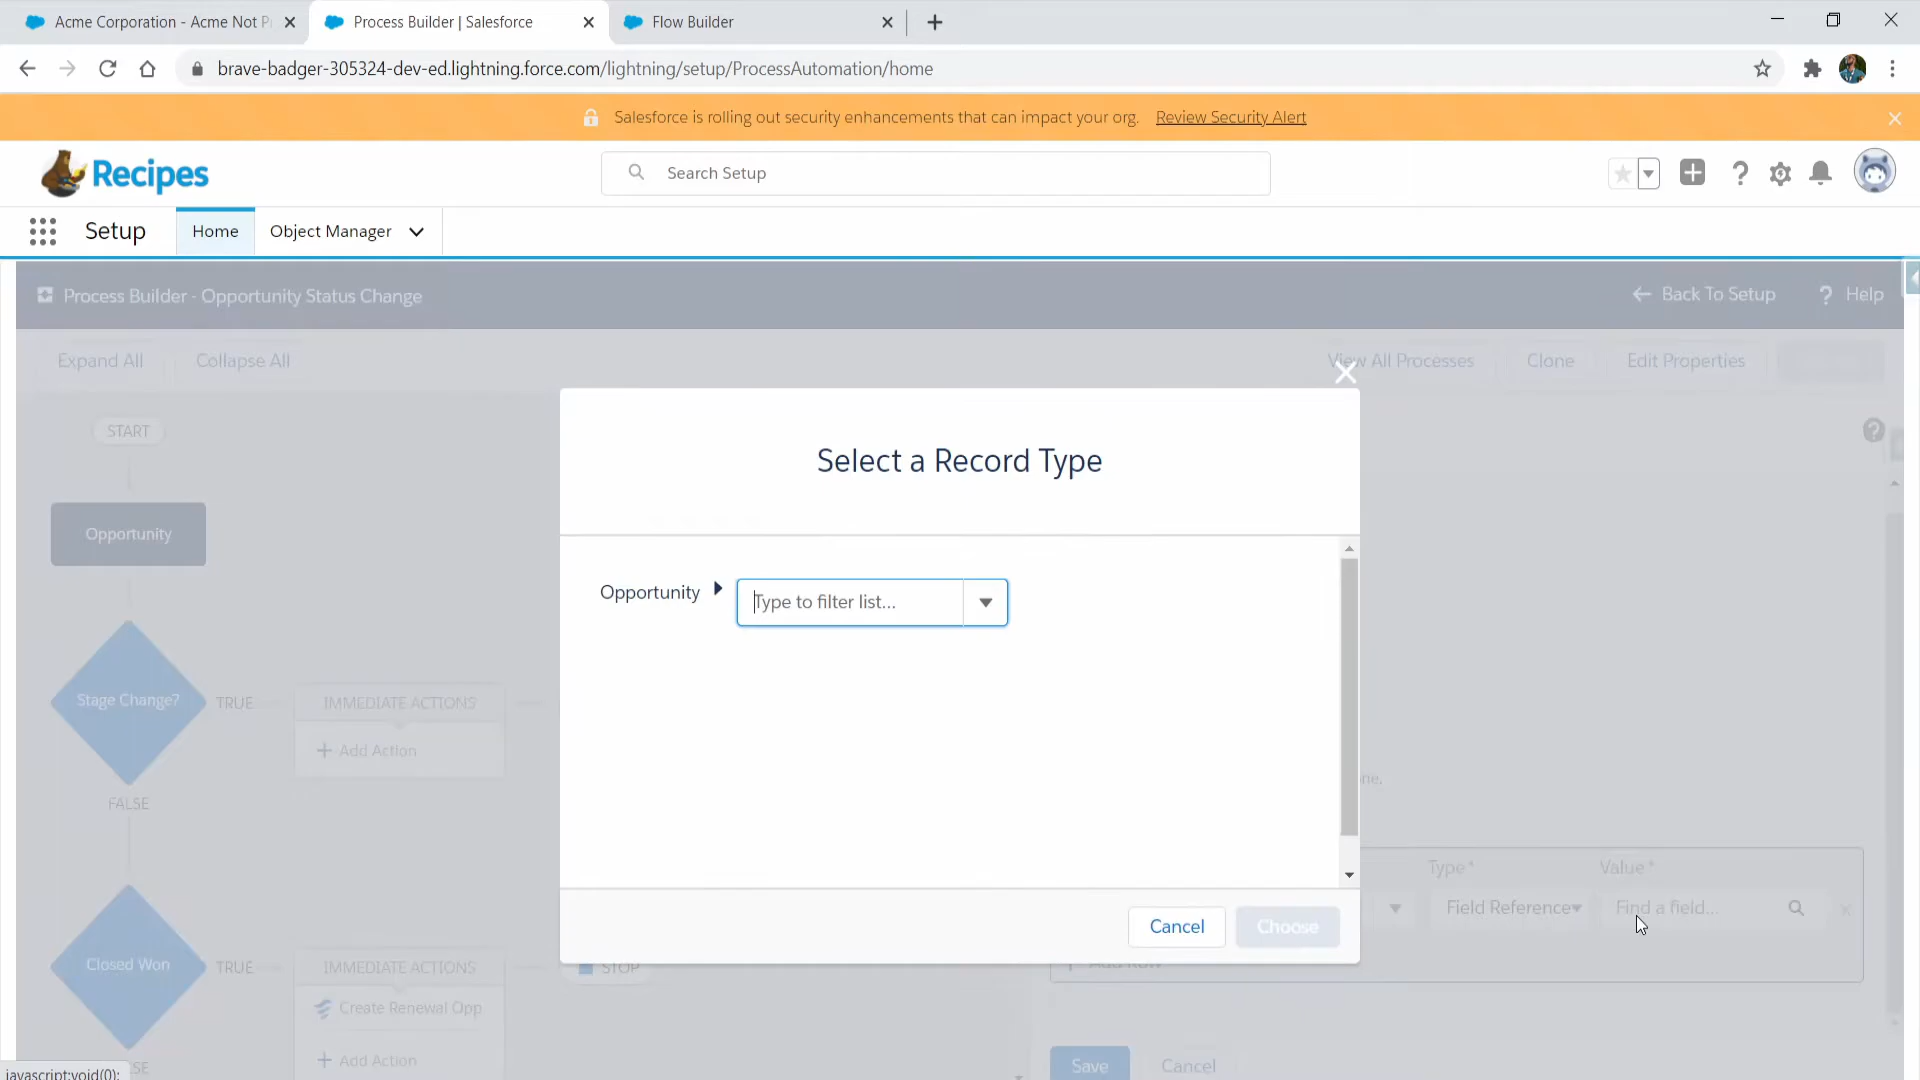 Acme Corporation - Acme Not P
Process Builder | Salesforce
Flow Builder
brave-badger-305324-dev-ed.lightning.force.com/lightning/setup/ProcessAutomation/home
Salesforce is rolling out security enhancements that can impact your org. Review Security Alert
Recipes
Search Setup
Setup
Home
Object Manager
Process Builder - Opportunity Status Change
Back To Setup
Help
Expand All
Collapse All
View All Processes
Clone
Edit Properties
START
Select a Record Type
Opportunity
Opportunity
Type to filter list...
Stage Change?
TRUE
IMMEDIATE ACTIONS
Add Action
FALSE
Type *
Value *
Field Reference
Find a field...
Cancel
Choose
Closed Won
TRUE
IMMEDIATE ACTIONS
STOP
Create Renewal Opp
Add Action
Save
Cancel
javascript:void(0);